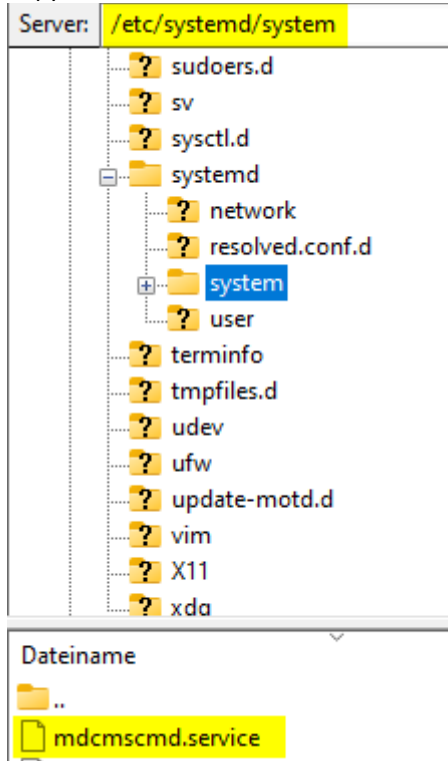 Server: /etc/systemd/system
sudoers.d
sv
sysctl.d
systemd
network
resolved.conf.d
system
user
terminfo
tmpfiles.d
udev
ufw
update-motd.d
vim
X11
xdg
Dateiname
..
mdcmscmd.service